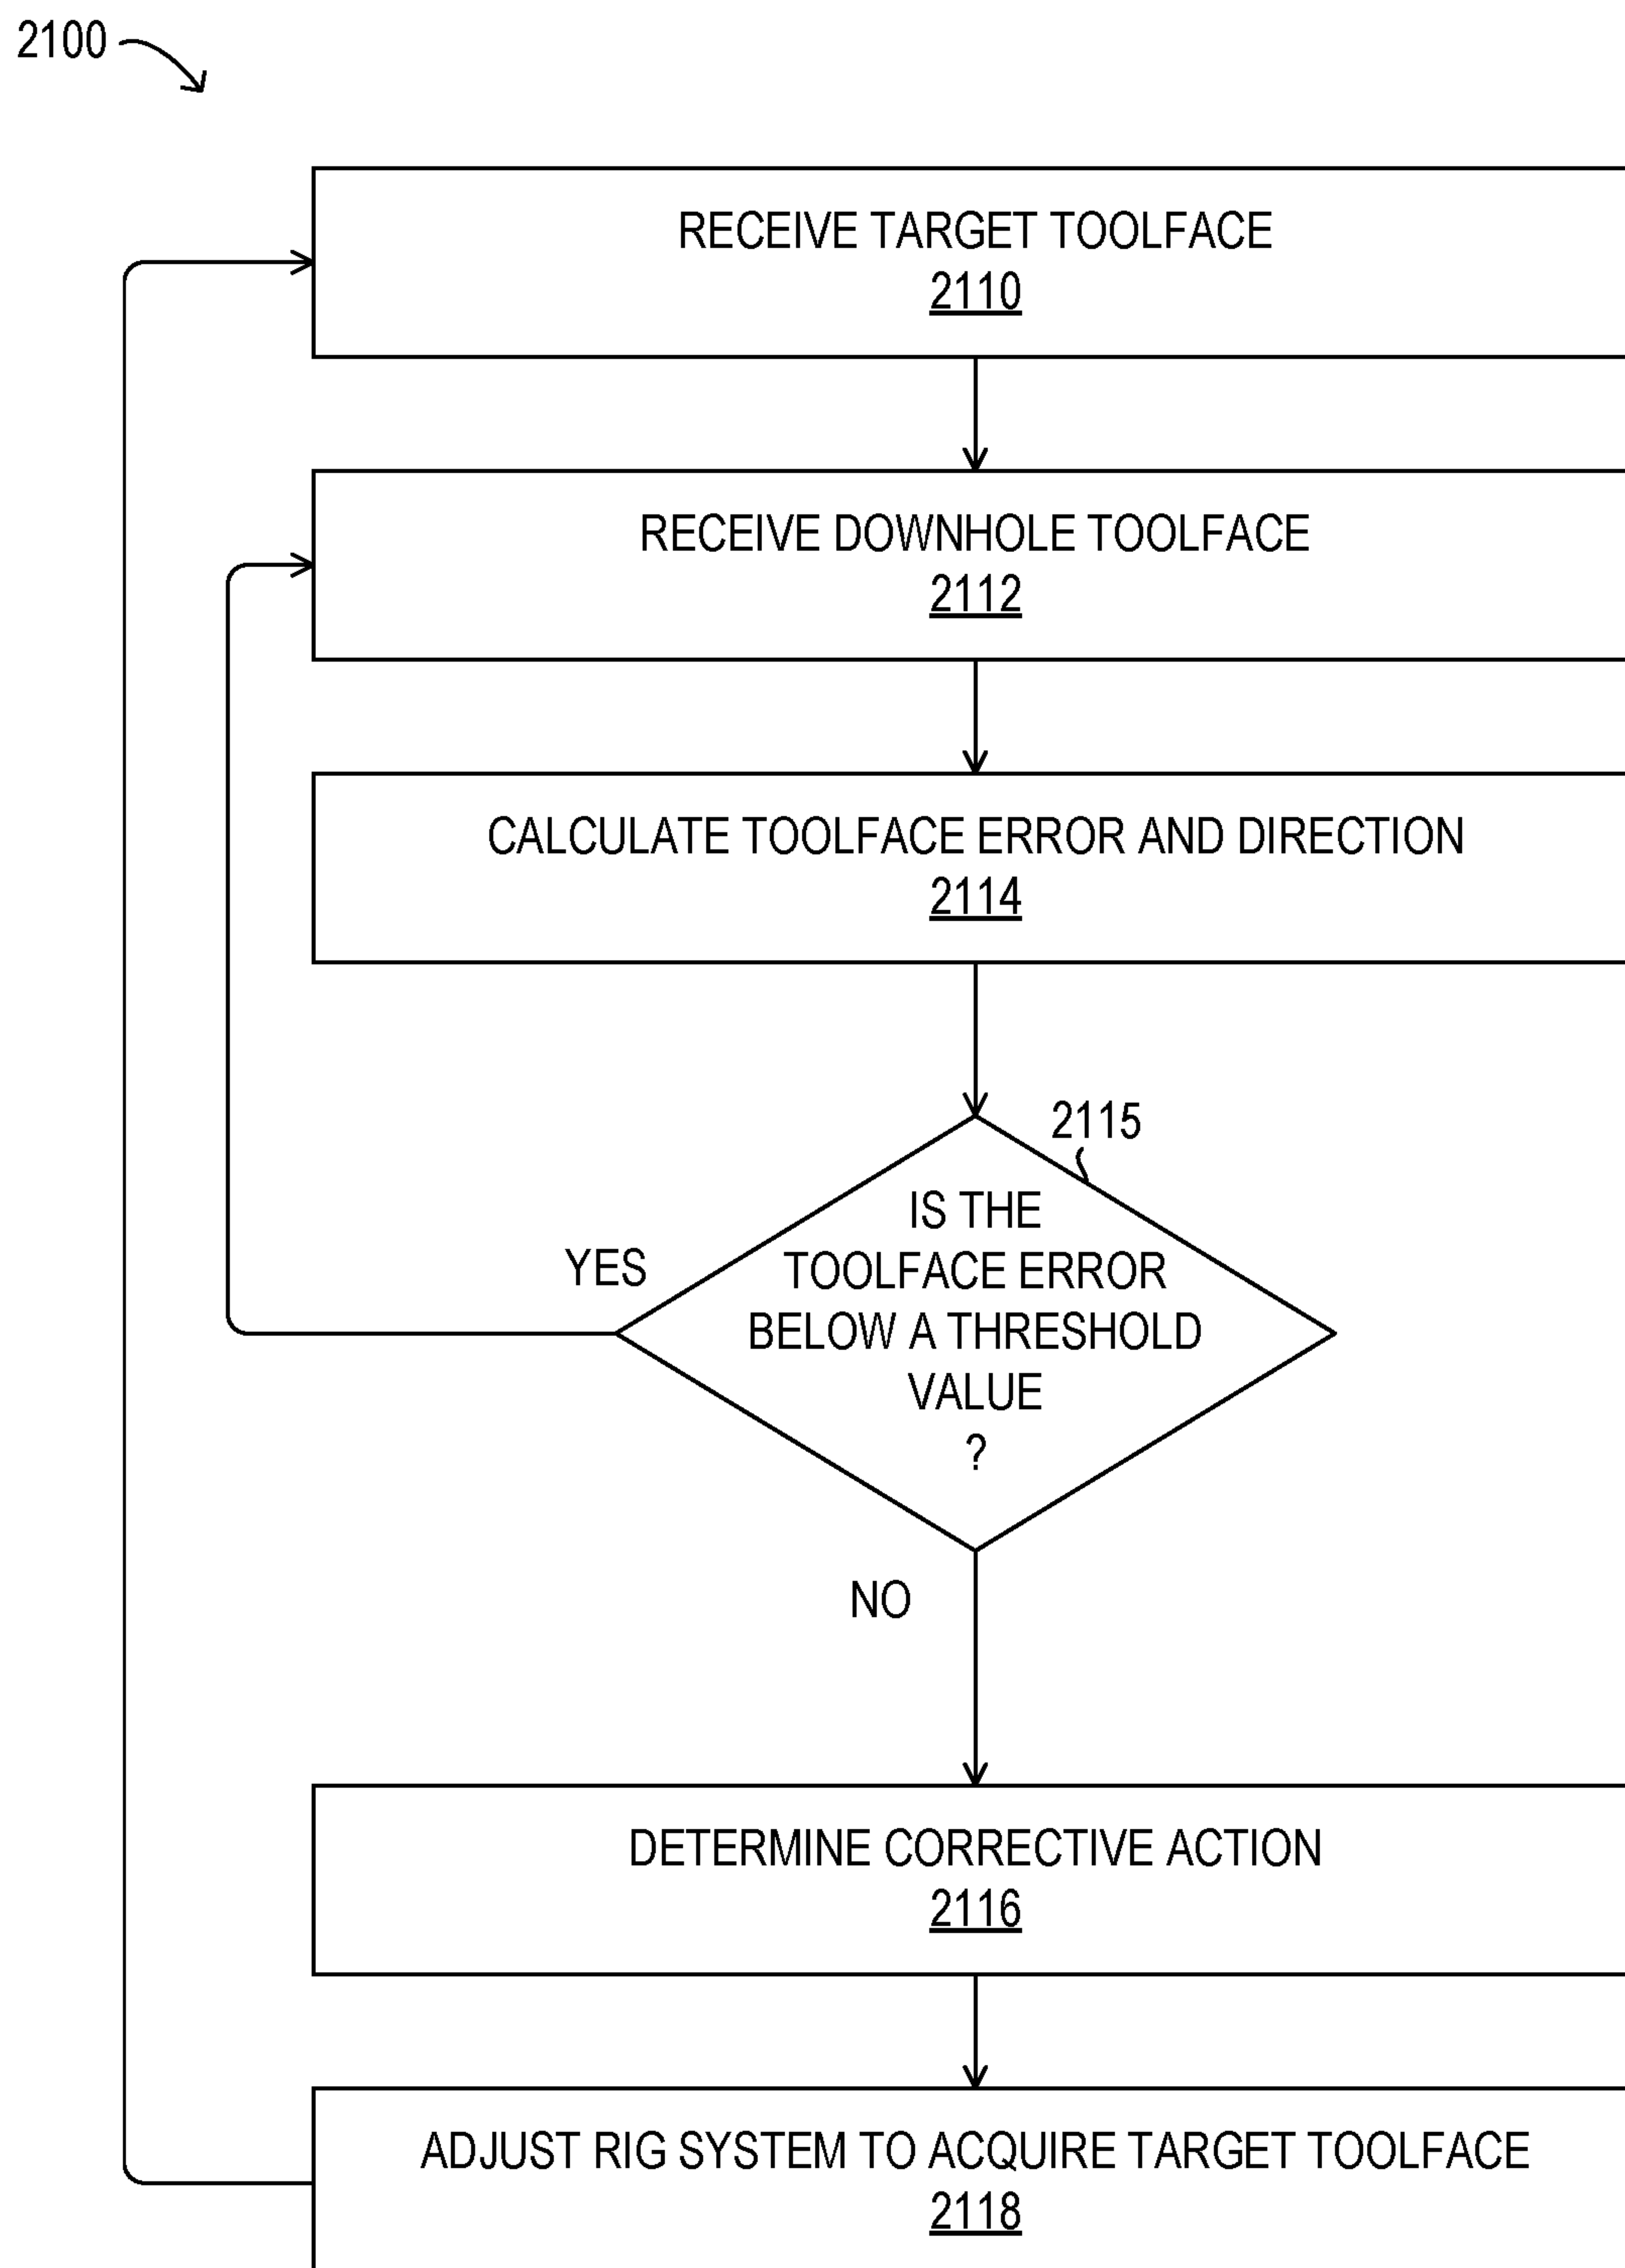 2100
RECEIVE TARGET TOOLFACE
2110
RECEIVE DOWNHOLE TOOLFACE
2112
CALCULATE TOOLFACE ERROR AND DIRECTION
2114
2115
IS THE
TOOLFACE ERROR
BELOW A THRESHOLD
VALUE
?
YES
NO
DETERMINE CORRECTIVE ACTION
2116
ADJUST RIG SYSTEM TO ACQUIRE TARGET TOOLFACE
2118